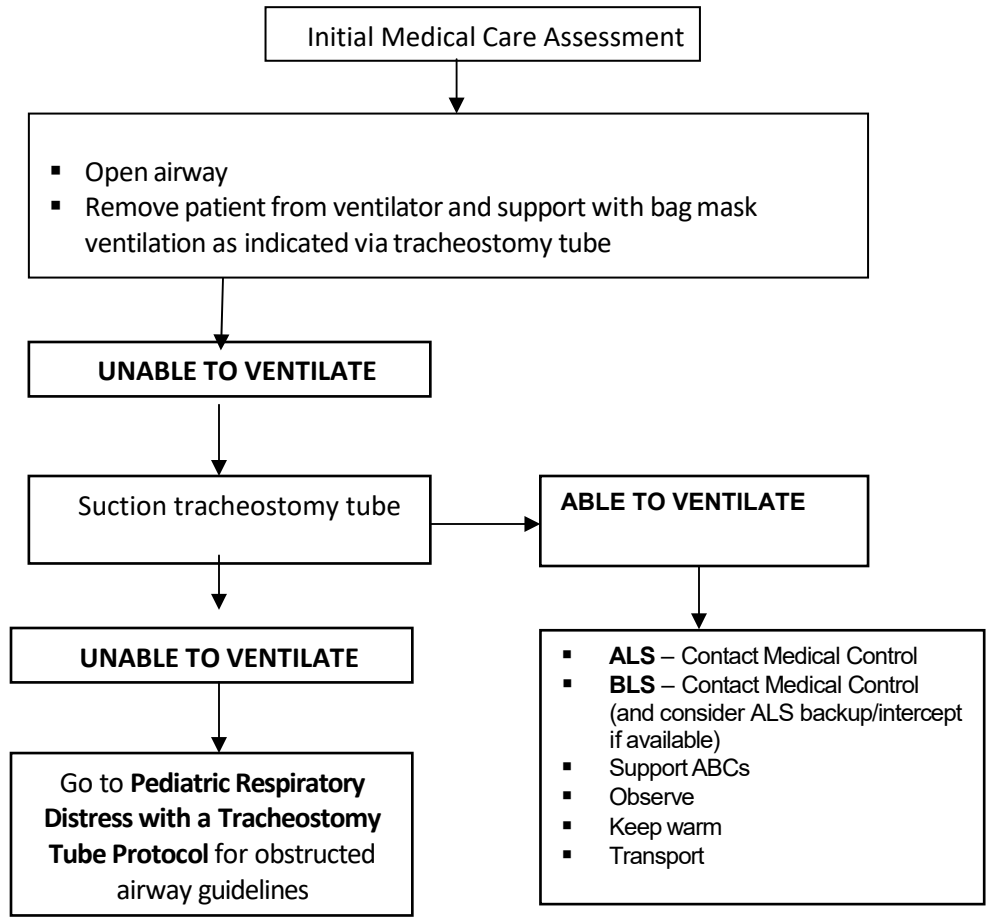 Initial Medical Care Assessment
▪ Open airway
▪ Remove patient from ventilator and support with bag mask
ventilation as indicated via tracheostomy tube
UNABLE TO VENTILATE
Suction tracheostomy tube
ABLE TO VENTILATE
UNABLE TO VENTILATE
Go to Pediatric Respiratory
Distress with a Tracheostomy
Tube Protocol for obstructed
airway guidelines
▪ ALS – Contact Medical Control
▪ BLS – Contact Medical Control
(and consider ALS backup/intercept
if available)
▪ Support ABCs
▪ Observe
▪ Keep warm
▪ Transport